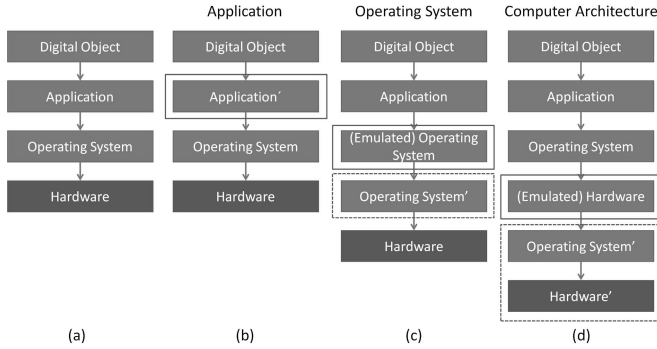 Application
Operating System
Computer Architecture
Digital Object
Application
Operating System
Hardware
(a)
Digital Object
Application´
Operating System
Hardware
(b)
Digital Object
Application
(Emulated) Operating
System
Operating System’
Hardware
(c)
Digital Object
Application
Operating System
(Emulated) Hardware
Operating System’
Hardware’
(d)